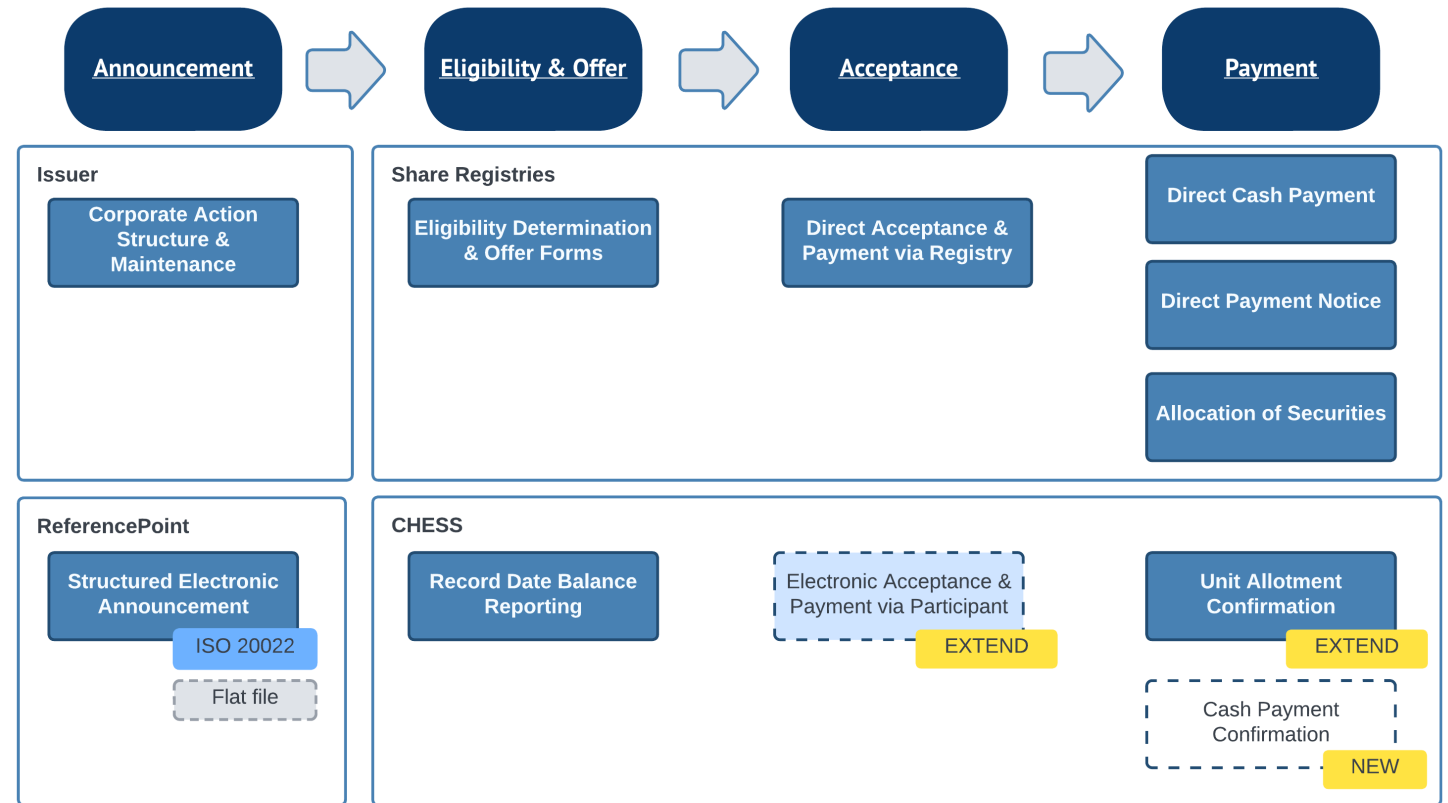 Announcement
Eligibility & Offer
Acceptance
Payment
Issuer
Corporate Action
Structure &
Maintenance
Share Registries
Eligibility Determination
& Offer Forms
Direct Acceptance &
Payment via Registry
Direct Cash Payment
Direct Payment Notice
Allocation of Securities
ReferencePoint
Structured Electronic
Announcement
ISO 20022
Flat file
CHESS
Record Date Balance
Reporting
Electronic Acceptance &
Payment via Participant
EXTEND
Unit Allotment
Confirmation
EXTEND
Cash Payment
Confirmation
NEW